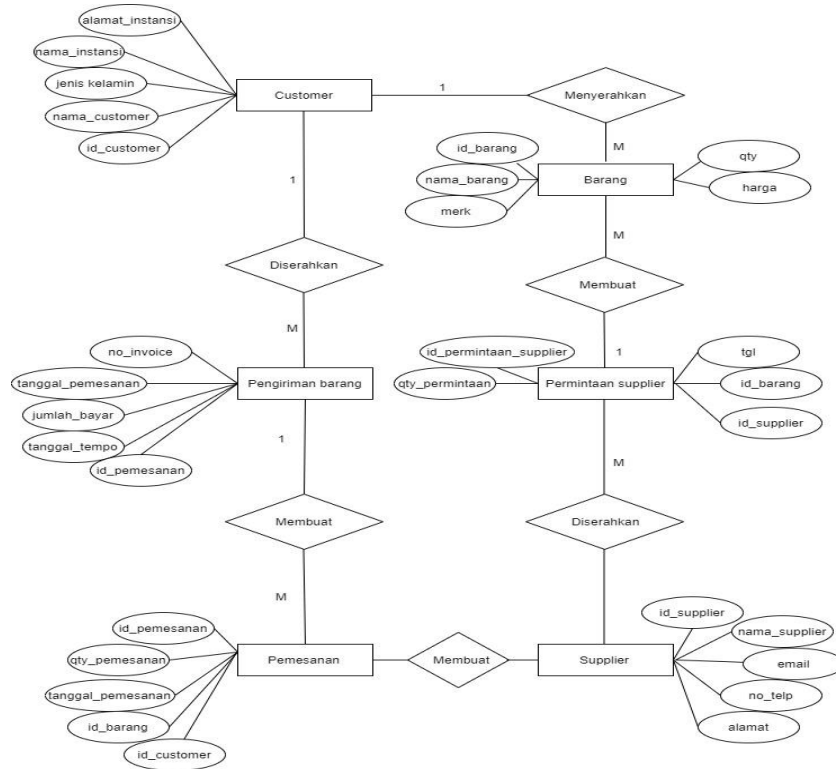 alamat_instansi
nama_instansi
jenis kelamin
nama_customer
id_customer
Customer
1
Menyerahkan
M
id_barang
nama_barang
merk
Barang
qty
harga
1
Diserahkan
M
M
Membuat
1
no_invoice
tanggal_pemesanan
jumlah_bayar
tanggal_tempo
id_pemesanan
Pengiriman barang
id_permintaan_supplier
qty_permintaan
Permintaan supplier
tgl
id_barang
id_supplier
1
Membuat
M
M
Diserahkan
id_pemesanan
qty_pemesanan
tanggal_pemesanan
id_barang
id_customer
Pemesanan
Membuat
Supplier
id_supplier
nama_supplier
email
no_telp
alamat